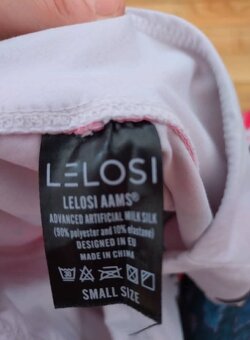 LELOSI
LELOSI AAMS®
ADVANCED ARTIFICIAL MILK SILK
(90% polyester and 10% elastane)
DESIGNED IN EU
MADE IN CHINA
SMALL SIZE